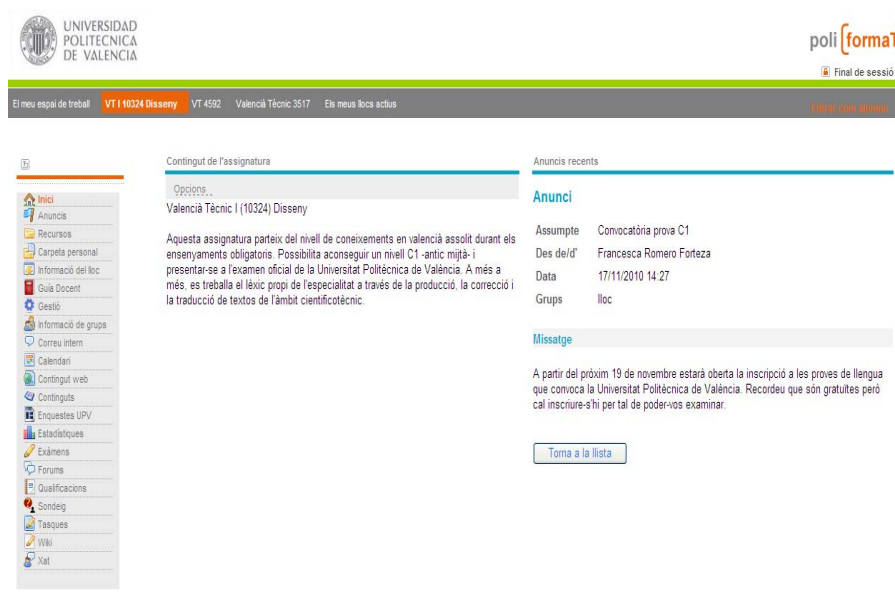 UNIVERSIDAD
POLITECNICA
DE VALENCIA
poli [formaT
Final de sessió
El meu espai de treball VT I 10324 Disseny VT 4592 Valencià Tècnic 3517 Els meus llocs actius
Entrar com alumne
Inici
Anuncis
Recursos
Carpeta personal
Informació del lloc
Guia Docent
Gestió
Informació de grups
Correu intern
Calendari
Contingut web
Continguts
Enquestes UPV
Estadístiques
Exàmens
Forums
Qualificacions
Sondeig
Tasques
Wiki
Xat
Contingut de l'assignatura
Opcions
Valencià Tècnic I (10324) Disseny
Aquesta assignatura parteix del nivell de coneixements en valencià assolit durant els
ensenyaments obligatoris. Possibilita aconseguir un nivell C1 -antic mijtà- i
presentar-se a l'examen oficial de la Universitat Politècnica de València. A més a
més, es treballa el lèxic propi de l'especialitat a través de la producció, la correcció i
la traducció de textos de l'àmbit cientificotècnic.
Anuncis recents
Anunci
Assumpte Convocatòria prova C1
Des de/d' Francesca Romero Forteza
Data 17/11/2010 14:27
Grups lloc
Missatge
A partir del pròxim 19 de novembre estarà oberta la inscripció a les proves de llengua
que convoca la Universitat Politècnica de València. Recordeu que són gratuïtes però
cal inscriure-s'hi per tal de poder-vos examinar.
Torna a la llista